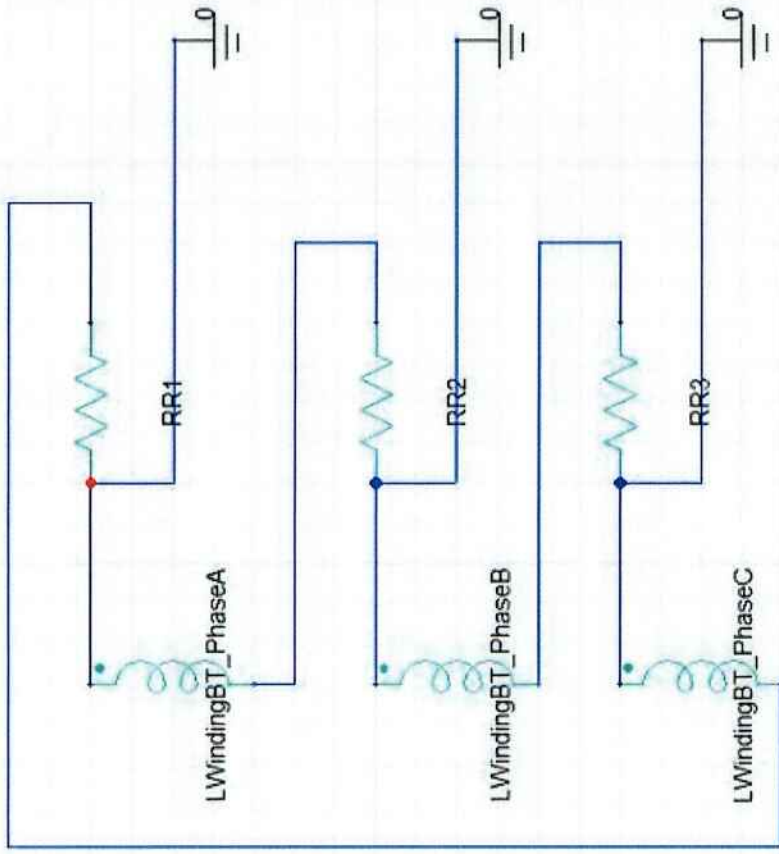 0
RR1
LWindingBT_PhaseA
0
RR2
LWindingBT_PhaseB
0
RR3
LWindingBT_PhaseC